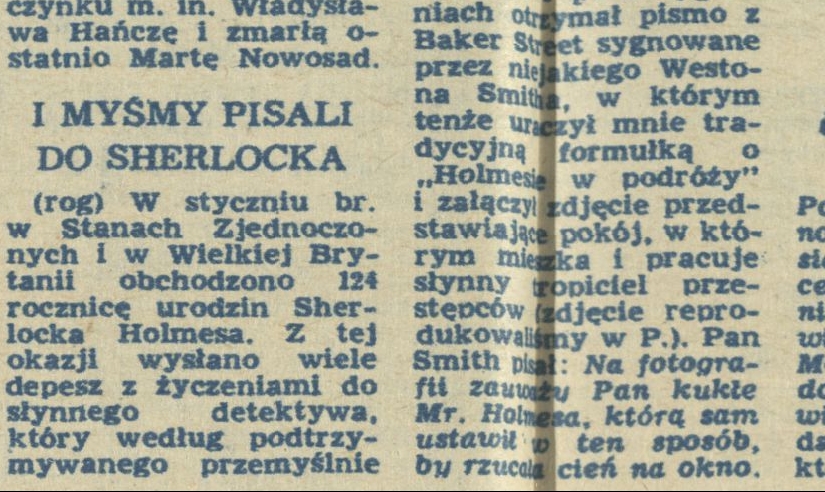 czynku m. in. Władysła-
wa Hańczę i zmarłą o-
statnio Martę Nowosad.
I MYŚMY PISALI
DO SHERLOCKA
(rog) W styczniu br.
w Stanach Zjednoczo-
nych i w Wielkiej Bry-
tanii obchodzono 124
rocznicę urodzin Sher-
locka Holmesa. Z tej
okazji wysłano wiele
depesz z życzeniami do
słynnego detektywa,
który według podtrzy-
mywanego przemyślnie
niach otrzymał pismo z
Baker Street sygnowane
przez niejakiego Westo-
na Smitha, w którym
tenże uraczył mnie tra-
dycyjną formułką o
„Holmesie w podróży"
i załączył zdjęcie przed-
stawiające pokój, w któ-
rym mieszka i pracuje
słynny tropiciel prze-
stępców (zdjęcie repro-
dukowaliśmy w P.). Pan
Smith pisał: Na fotogra-
fii zauważy Pan kukłę
Mr. Holmesa, którą sam
ustawił w ten sposób,
by rzucała cień na okno.